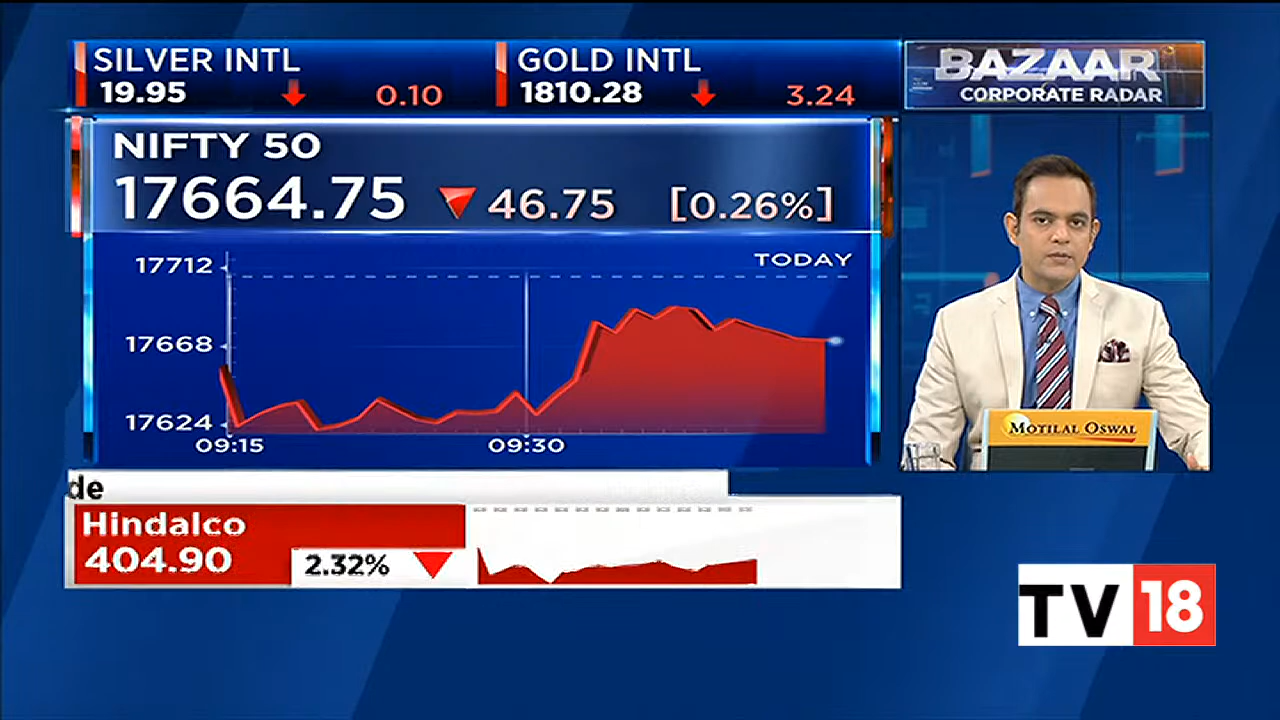 SILVER INTL
19.95 0.10
GOLD INTL
1810.28 3.24
BAZAAR
CORPORATE RADAR
NIFTY 50
17664.75 46.75 [0.26%]
TODAY
17712
17668
17624
09:15 09:30
MOTILAL OSWAL
de
Hindalco
404.90 2.32%
TV18